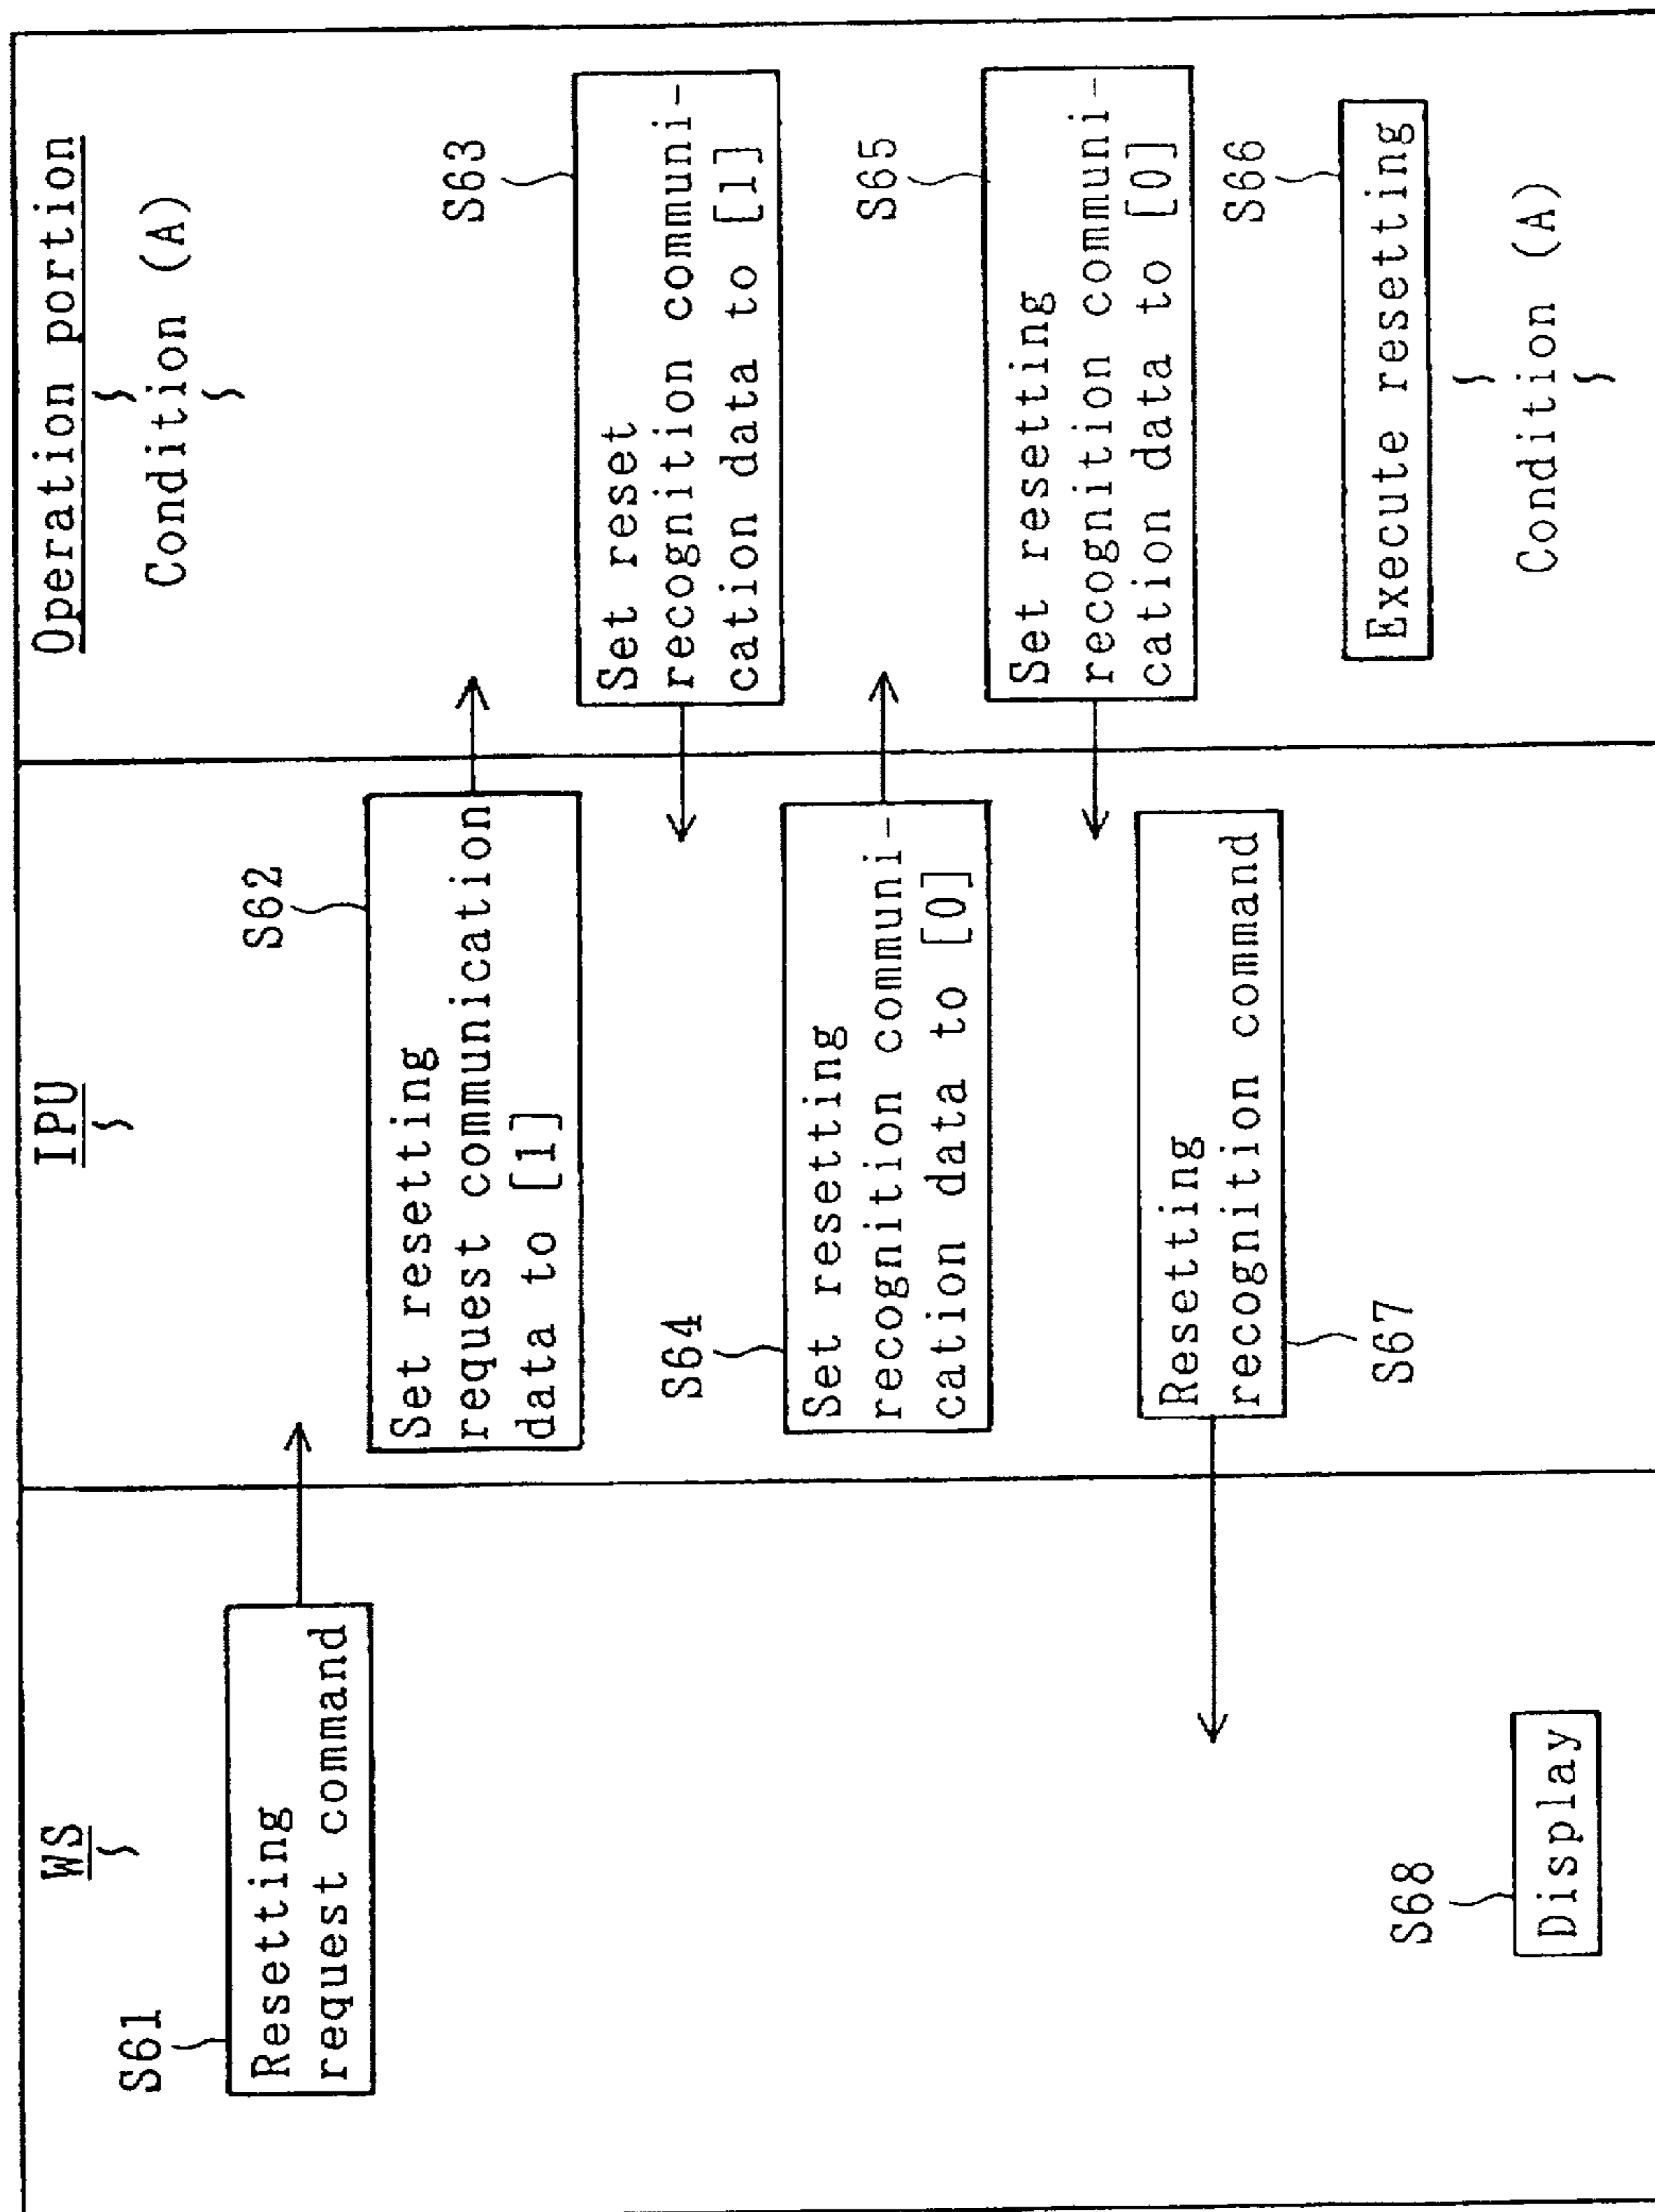 WS
IPU
Operation portion
Condition (A)
S61
Resetting
request command
S62
Set resetting
request communication
data to [1]
S63
Set reset
recognition communi-
cation data to [1]
S64
Set resetting
recognition communi-
cation data to [0]
S65
Set resetting
recognition communi-
cation data to [0]
S66
Execute resetting
S67
Resetting
recognition command
Condition (A)
S68
Display